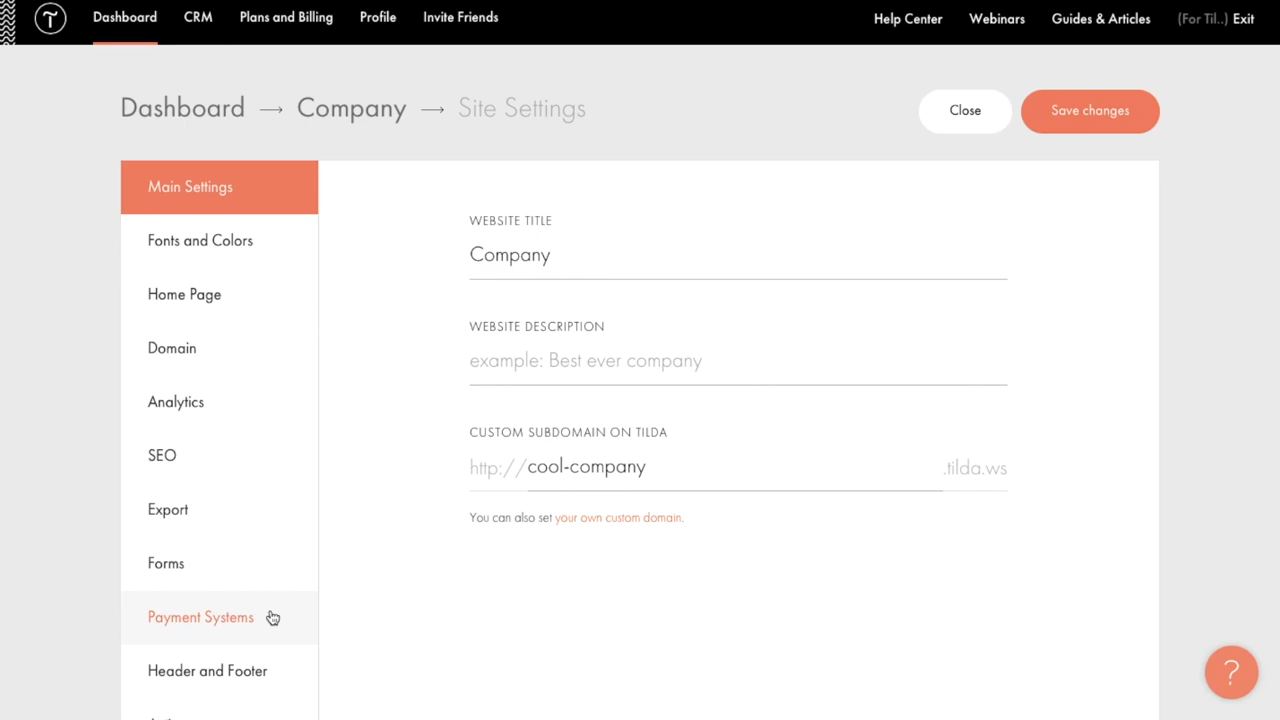 Dashboard CRM Plans and Billing Profile Invite Friends Help Center Webinars Guides & Articles (For Til..) Exit
Dashboard → Company → Site Settings
Close Save changes
Main Settings
Fonts and Colors
Home Page
Domain
Analytics
SEO
Export
Forms
Payment Systems
Header and Footer
WEBSITE TITLE
Company
WEBSITE DESCRIPTION
example: Best ever company
CUSTOM SUBDOMAIN ON TILDA
http://cool-company .tilda.ws
You can also set your own custom domain.
?